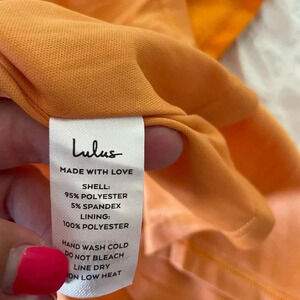 Lulus
MADE WITH LOVE
SHELL:
95% POLYESTER
5% SPANDEX
LINING:
100% POLYESTER
HAND WASH COLD
DO NOT BLEACH
LINE DRY
ON LOW HEAT